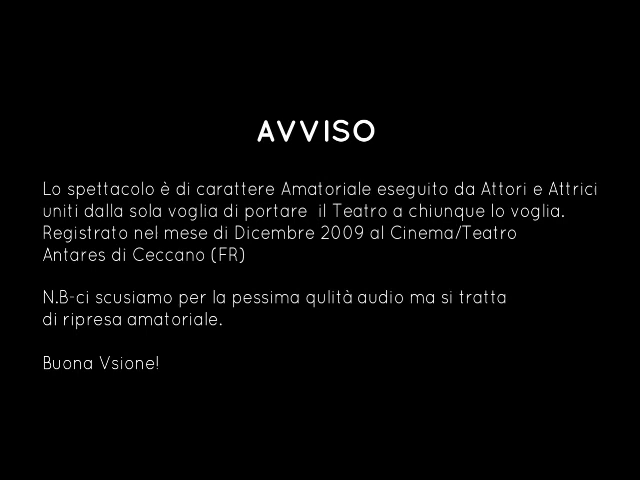 AVVISO
Lo spettacolo è di carattere Amatoriale eseguito da Attori e Attrici
uniti dalla sola voglia di portare  il Teatro a chiunque lo voglia.
Registrato nel mese di Dicembre 2009 al Cinema/Teatro
Antares di Ceccano (FR)
N.B-ci scusiamo per la pessima qulità audio ma si tratta
di ripresa amatoriale.
Buona Vsione!